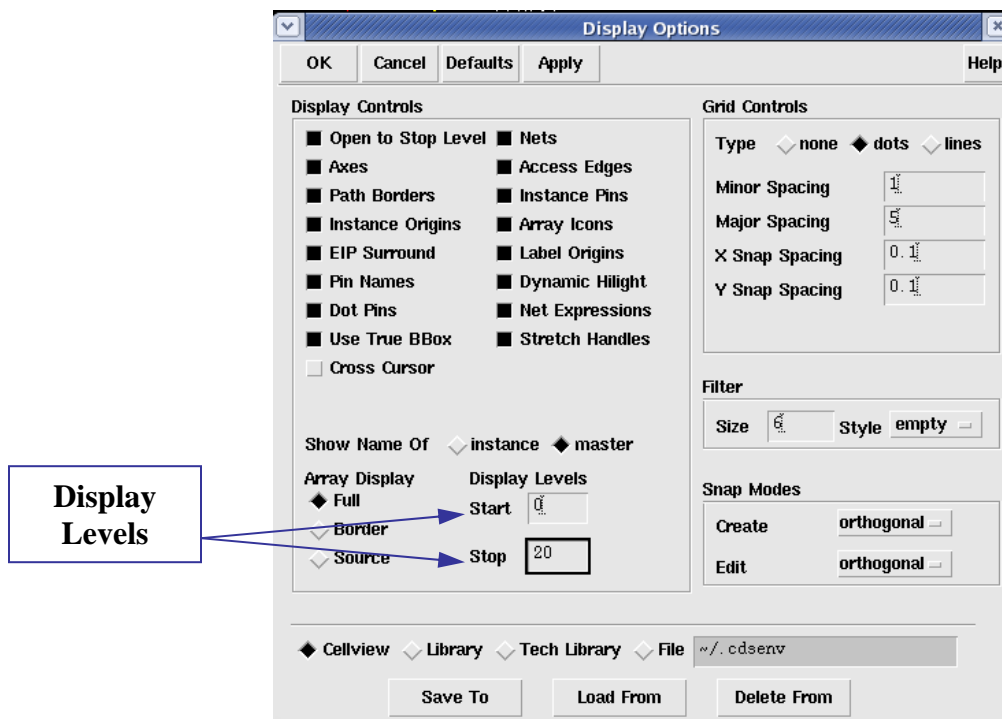 Display Options
OK Cancel Defaults Apply Help
Display Controls
Open to Stop Level Nets
Axes Access Edges
Path Borders Instance Pins
Instance Origins Array Icons
EIP Surround Label Origins
Pin Names Dynamic Hilight
Dot Pins Net Expressions
Use True BBox Stretch Handles
Cross Cursor
Show Name Of instance master
Array Display
Full
Border
Source
Display Levels
Start 0
Stop 20
Grid Controls
Type none dots lines
Minor Spacing 1
Major Spacing 5
X Snap Spacing 0.1
Y Snap Spacing 0.1
Filter
Size 6 Style empty
Snap Modes
Create orthogonal
Edit orthogonal
Cellview Library Tech Library File ~/.cdsenv
Save To Load From Delete From
Display
Levels